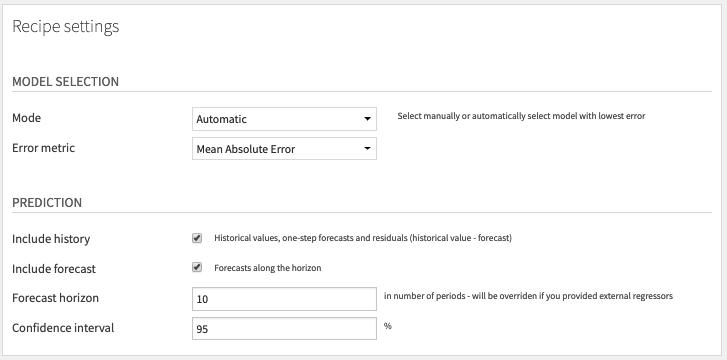 Recipe settings
MODEL SELECTION
Mode Automatic Select manually or automatically select model with lowest error
Error metric Mean Absolute Error
PREDICTION
Include history Historical values, one-step forecasts and residuals (historical value - forecast)
Include forecast Forecasts along the horizon
Forecast horizon 10 in number of periods - will be overriden if you provided external regressors
Confidence interval 95 %